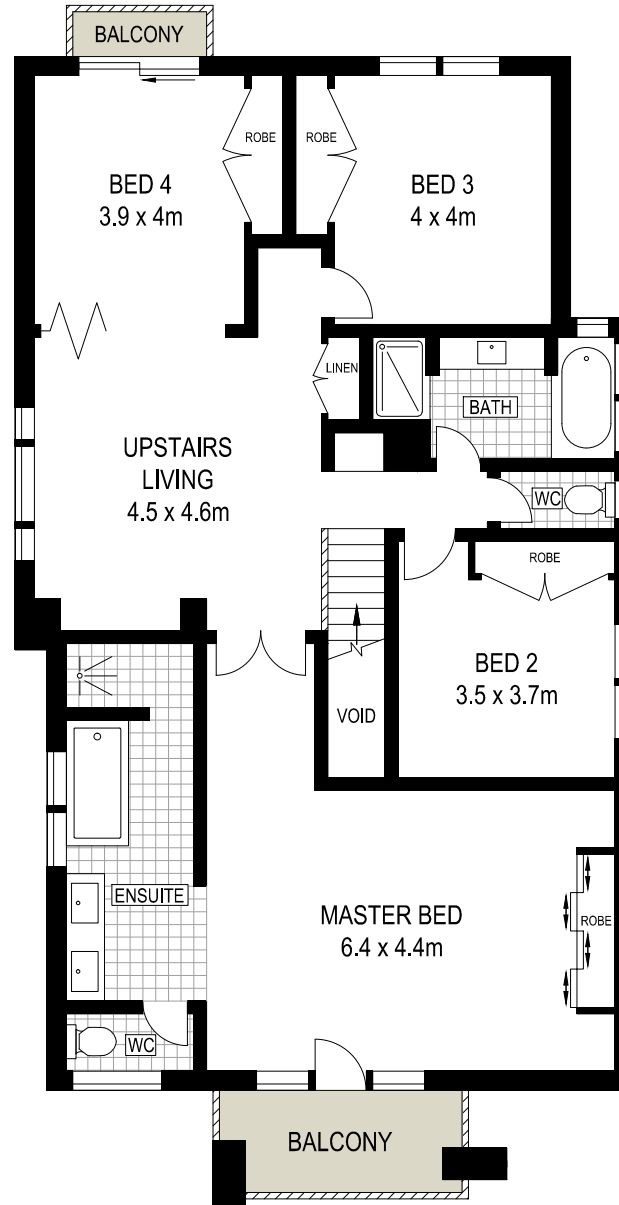 BALCONY
ROBE
ROBE
BED 4
3.9 x 4m
BED 3
4 x 4m
LINEN
BATH
UPSTAIRS
LIVING
4.5 x 4.6m
WC
ROBE
BED 2
3.5 x 3.7m
VOID
ENSUITE
MASTER BED
6.4 x 4.4m
ROBE
WC
BALCONY